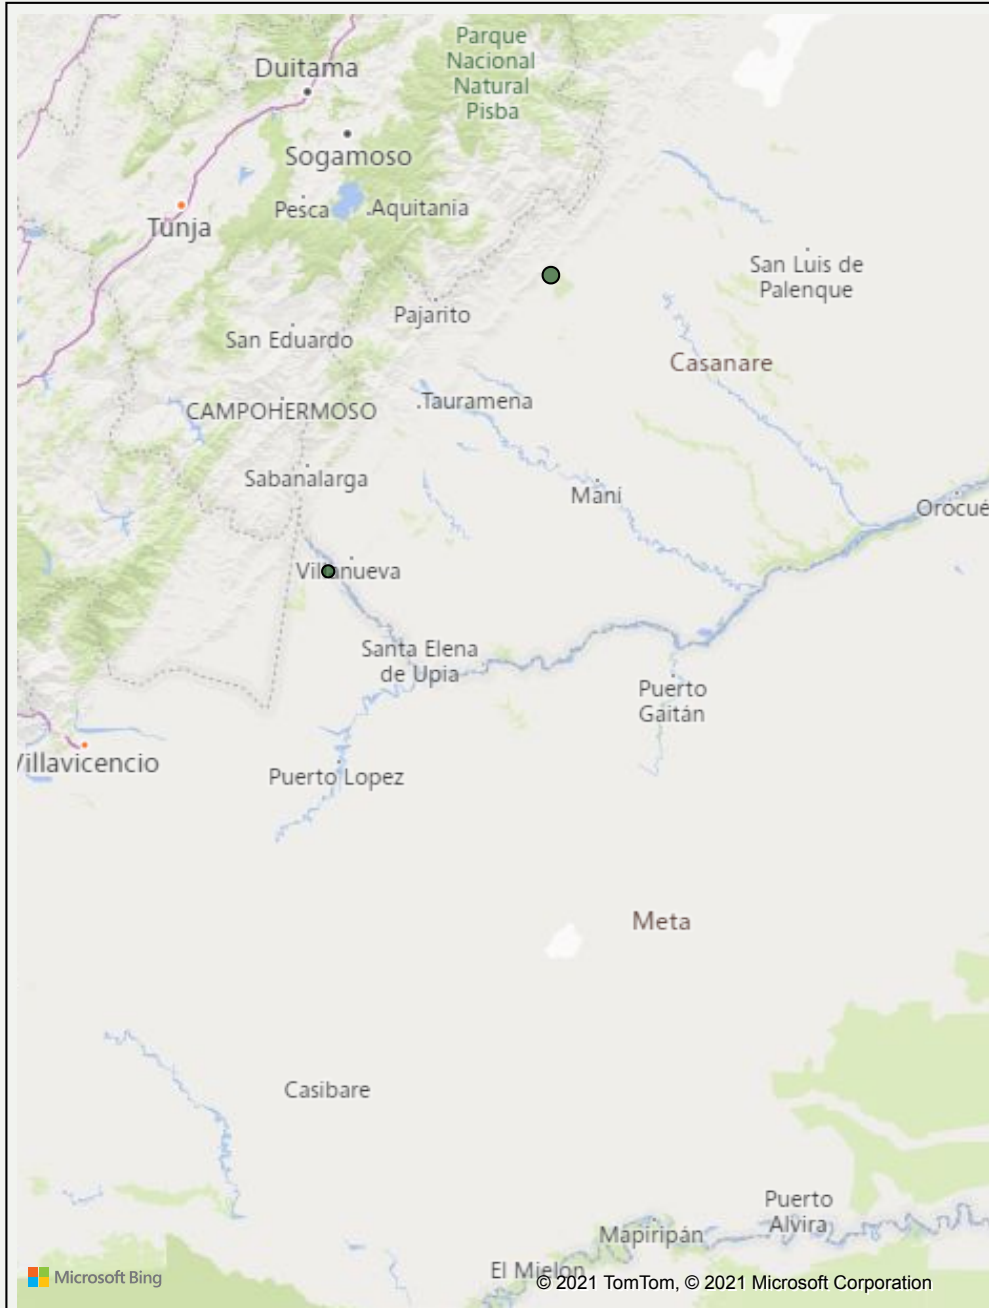 Parque
Nacional
Natural
Pisba
Duitama
Sogamoso
Pesca
.Aquitania
Tunja
San Luis de
Palenque
Pajarito
San Eduardo
Casanare
CAMPOHERMOSO
.Tauramena
Sabanalarga
Maní
Orocué
Villanueva
Santa Elena
de Upia
Puerto
Gaitán
Villavicencio
Puerto Lopez
Meta
Casibare
Puerto
Alvira
Mapiripán
El Mielon
Microsoft Bing
© 2021 TomTom, © 2021 Microsoft Corporation